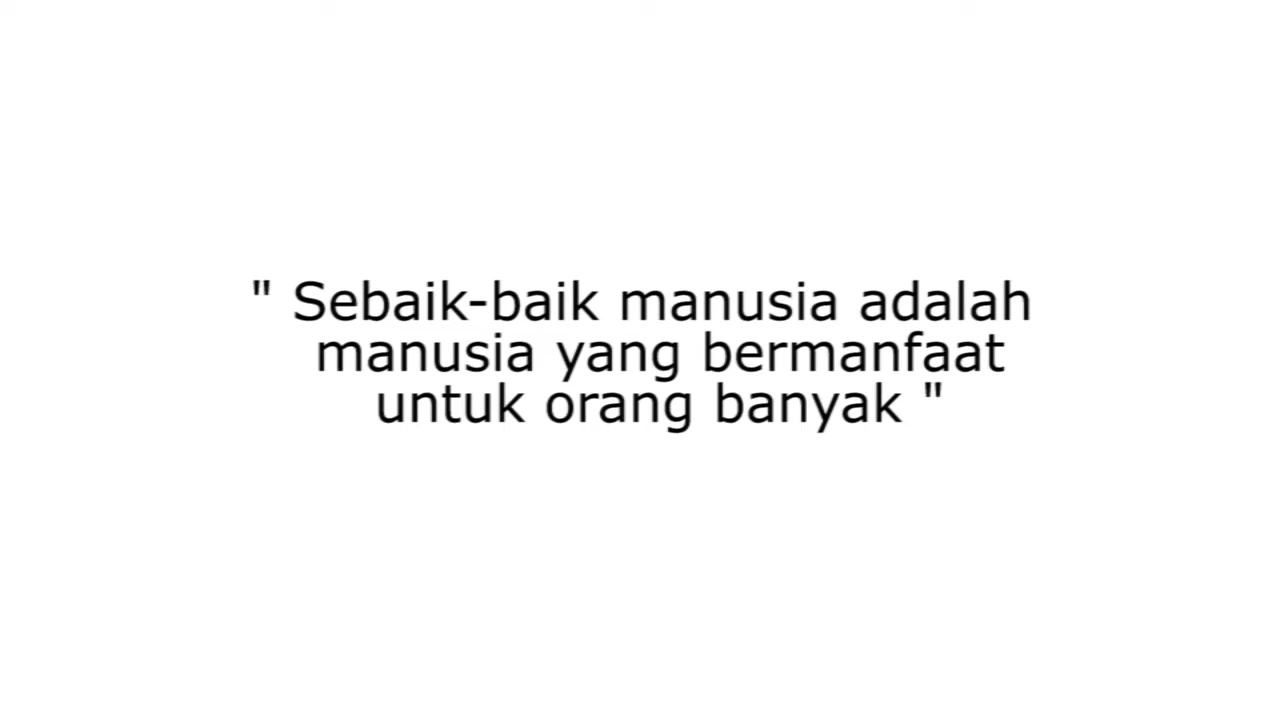 " Sebaik-baik manusia adalah
manusia yang bermanfaat
untuk orang banyak "